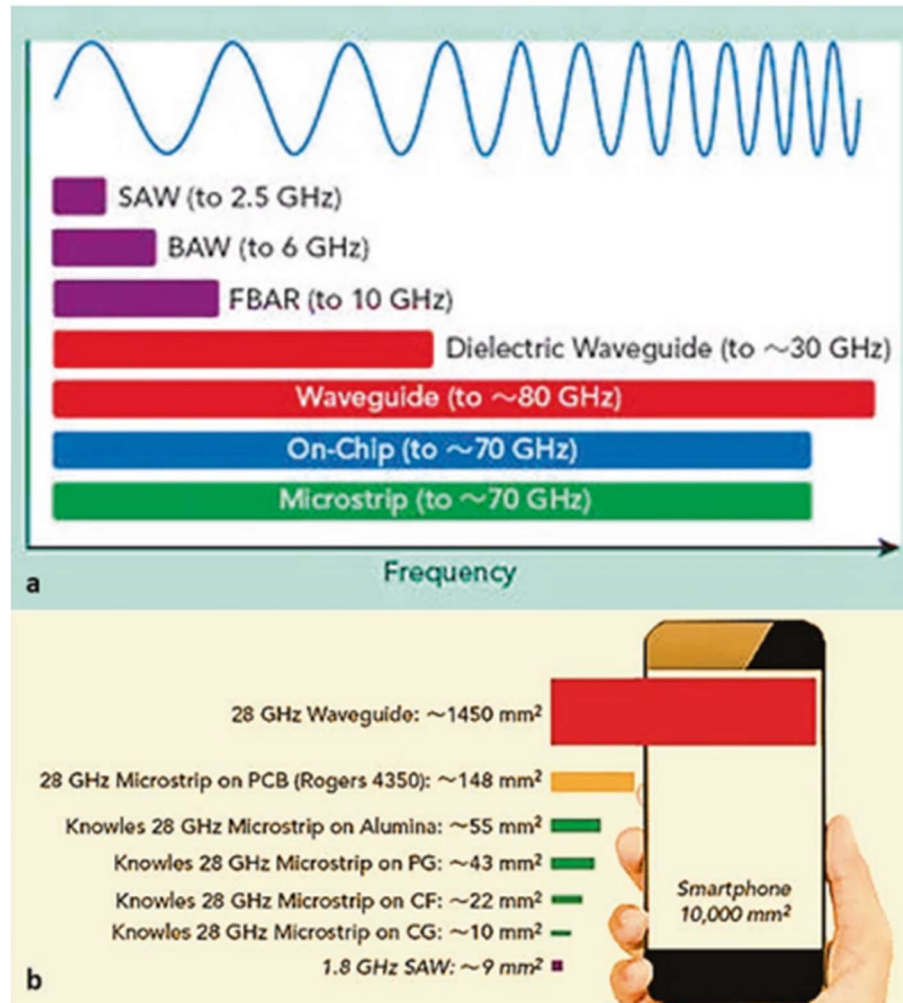 SAW (to 2.5 GHz)
BAW (to 6 GHz)
FBAR (to 10 GHz)
Dielectric Waveguide (to ~30 GHz)
Waveguide (to ~80 GHz)
On-Chip (to ~70 GHz)
Microstrip (to ~70 GHz)
Frequency
a
28 GHz Waveguide: ~1450 mm²
28 GHz Microstrip on PCB (Rogers 4350): ~148 mm²
Knowles 28 GHz Microstrip on Alumina: ~55 mm²
Knowles 28 GHz Microstrip on PG: ~43 mm²
Knowles 28 GHz Microstrip on CF: ~22 mm²
Knowles 28 GHz Microstrip on CG: ~10 mm²
1.8 GHz SAW: ~9 mm²
Smartphone
10,000 mm²
b